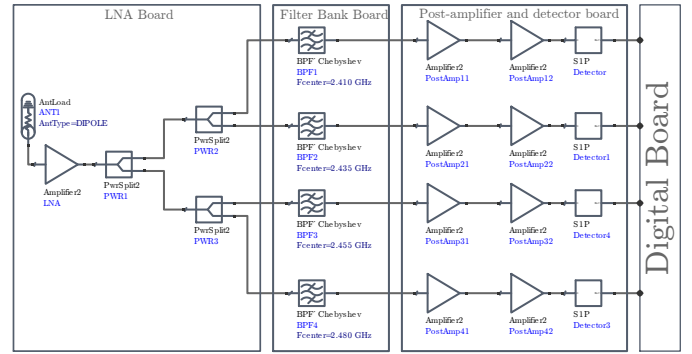 LNA Board
Filter Bank Board
Post-amplifier and detector board
AntLoad
ANT1
AntType=DIPOLE
Amplifier2
LNA
PwrSplit2
PWR1
PwrSplit2
PWR2
PwrSplit2
PWR3
BPF Chebyshev
BPF1
Fcenter=2.410 GHz
Amplifier2
PostAmp11
Amplifier2
PostAmp12
S1P
Detector
BPF Chebyshev
BPF2
Fcenter=2.435 GHz
Amplifier2
PostAmp21
Amplifier2
PostAmp22
S1P
Detector1
BPF Chebyshev
BPF3
Fcenter=2.455 GHz
Amplifier2
PostAmp31
Amplifier2
PostAmp32
S1P
Detector4
BPF Chebyshev
BPF4
Fcenter=2.480 GHz
Amplifier2
PostAmp41
Amplifier2
PostAmp42
S1P
Detector3
Digital Board